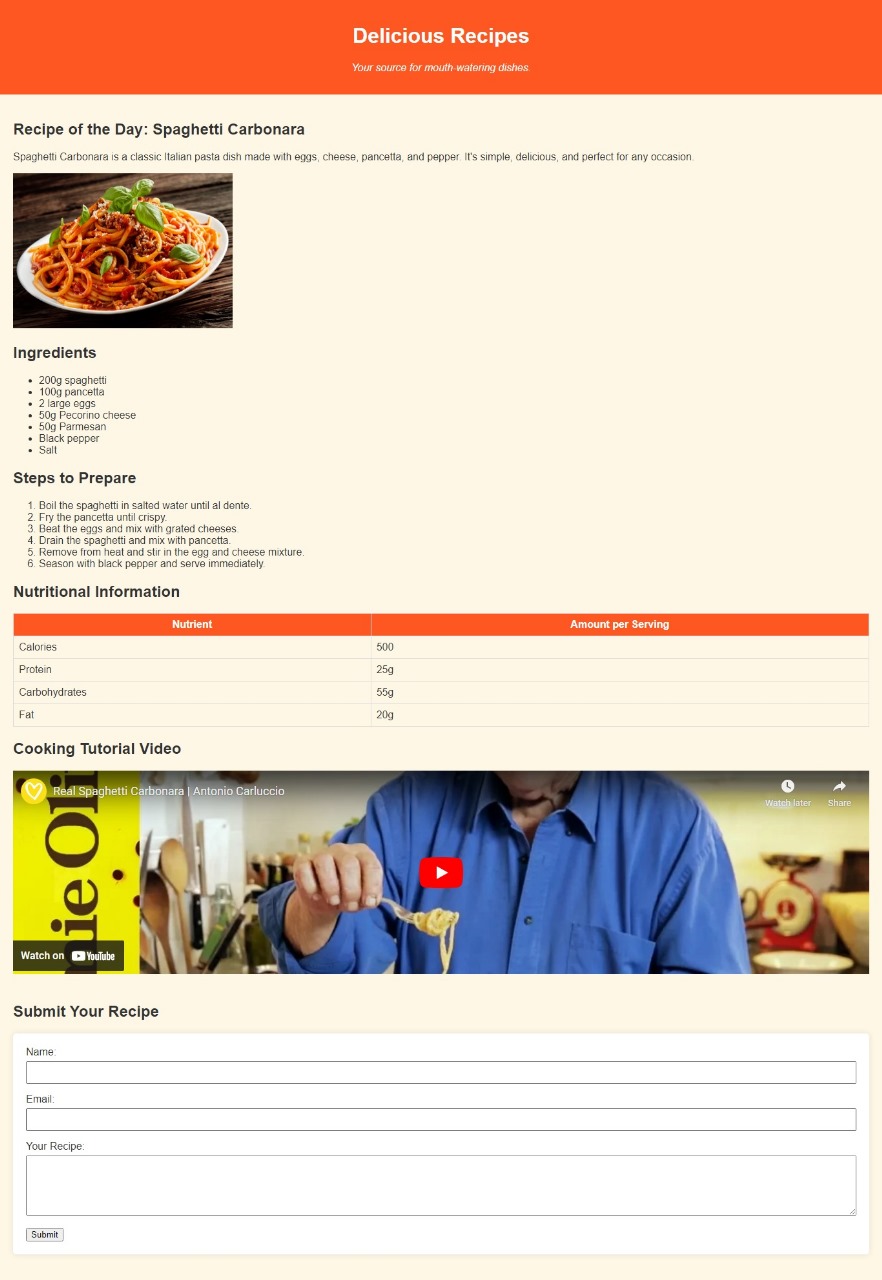 Delicious Recipes
Your source for mouth-watering dishes.
Recipe of the Day: Spaghetti Carbonara
Spaghetti Carbonara is a classic Italian pasta dish made with eggs, cheese, pancetta, and pepper. It's simple, delicious, and perfect for any occasion.
Ingredients
• 200g spaghetti
• 100g pancetta
• 2 large eggs
• 50g Pecorino cheese
• 50g Parmesan
• Black pepper
• Salt
Steps to Prepare
1. Boil the spaghetti in salted water until al dente.
2. Fry the pancetta until crispy.
3. Beat the eggs and mix with grated cheeses.
4. Drain the spaghetti and mix with pancetta.
5. Remove from heat and stir in the egg and cheese mixture.
6. Season with black pepper and serve immediately.
Nutritional Information
Nutrient Amount per Serving
Calories 500
Protein 25g
Carbohydrates 55g
Fat 20g
Cooking Tutorial Video
Real Spaghetti Carbonara | Antonio Carluccio
Watch later Share
Watch on YouTube
Submit Your Recipe
Name:
Email:
Your Recipe:
Submit